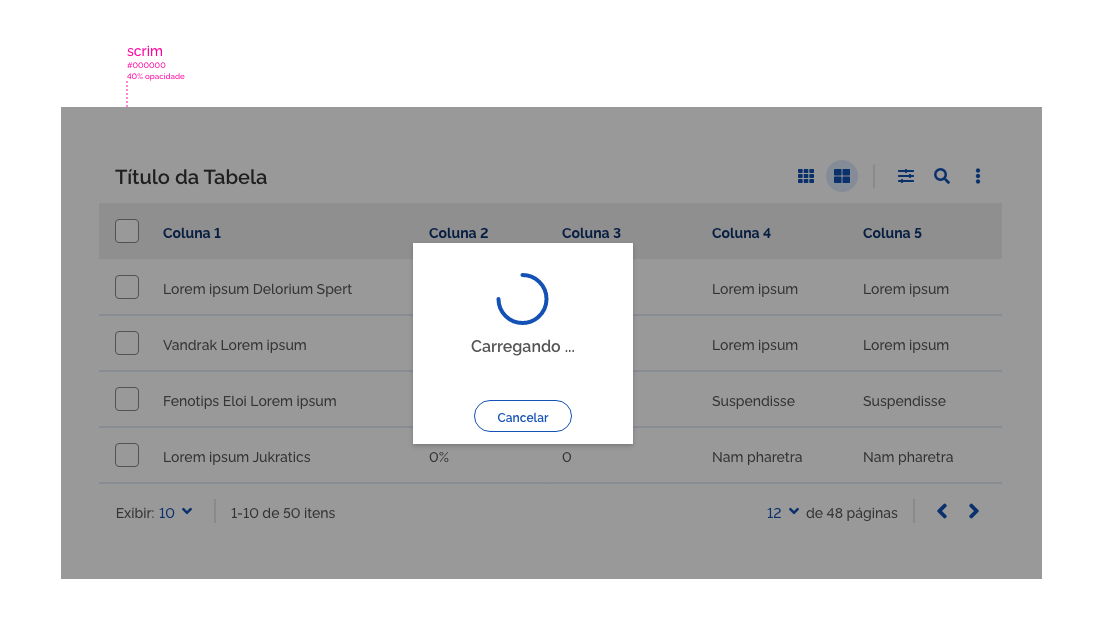 scrim
#000000
40% opacidade
Título da Tabela
Coluna 1 Coluna 2 Coluna 3 Coluna 4 Coluna 5
Lorem ipsum Delorium Spert Lorem ipsum Lorem ipsum
Vandrak Lorem ipsum Lorem ipsum Lorem ipsum
Fenotips Eloi Lorem ipsum Suspendisse Suspendisse
Lorem ipsum Jukratics 0% 0 Nam pharetra Nam pharetra
Carregando ...
Cancelar
Exibir: 10 1-10 de 50 itens 12 de 48 páginas